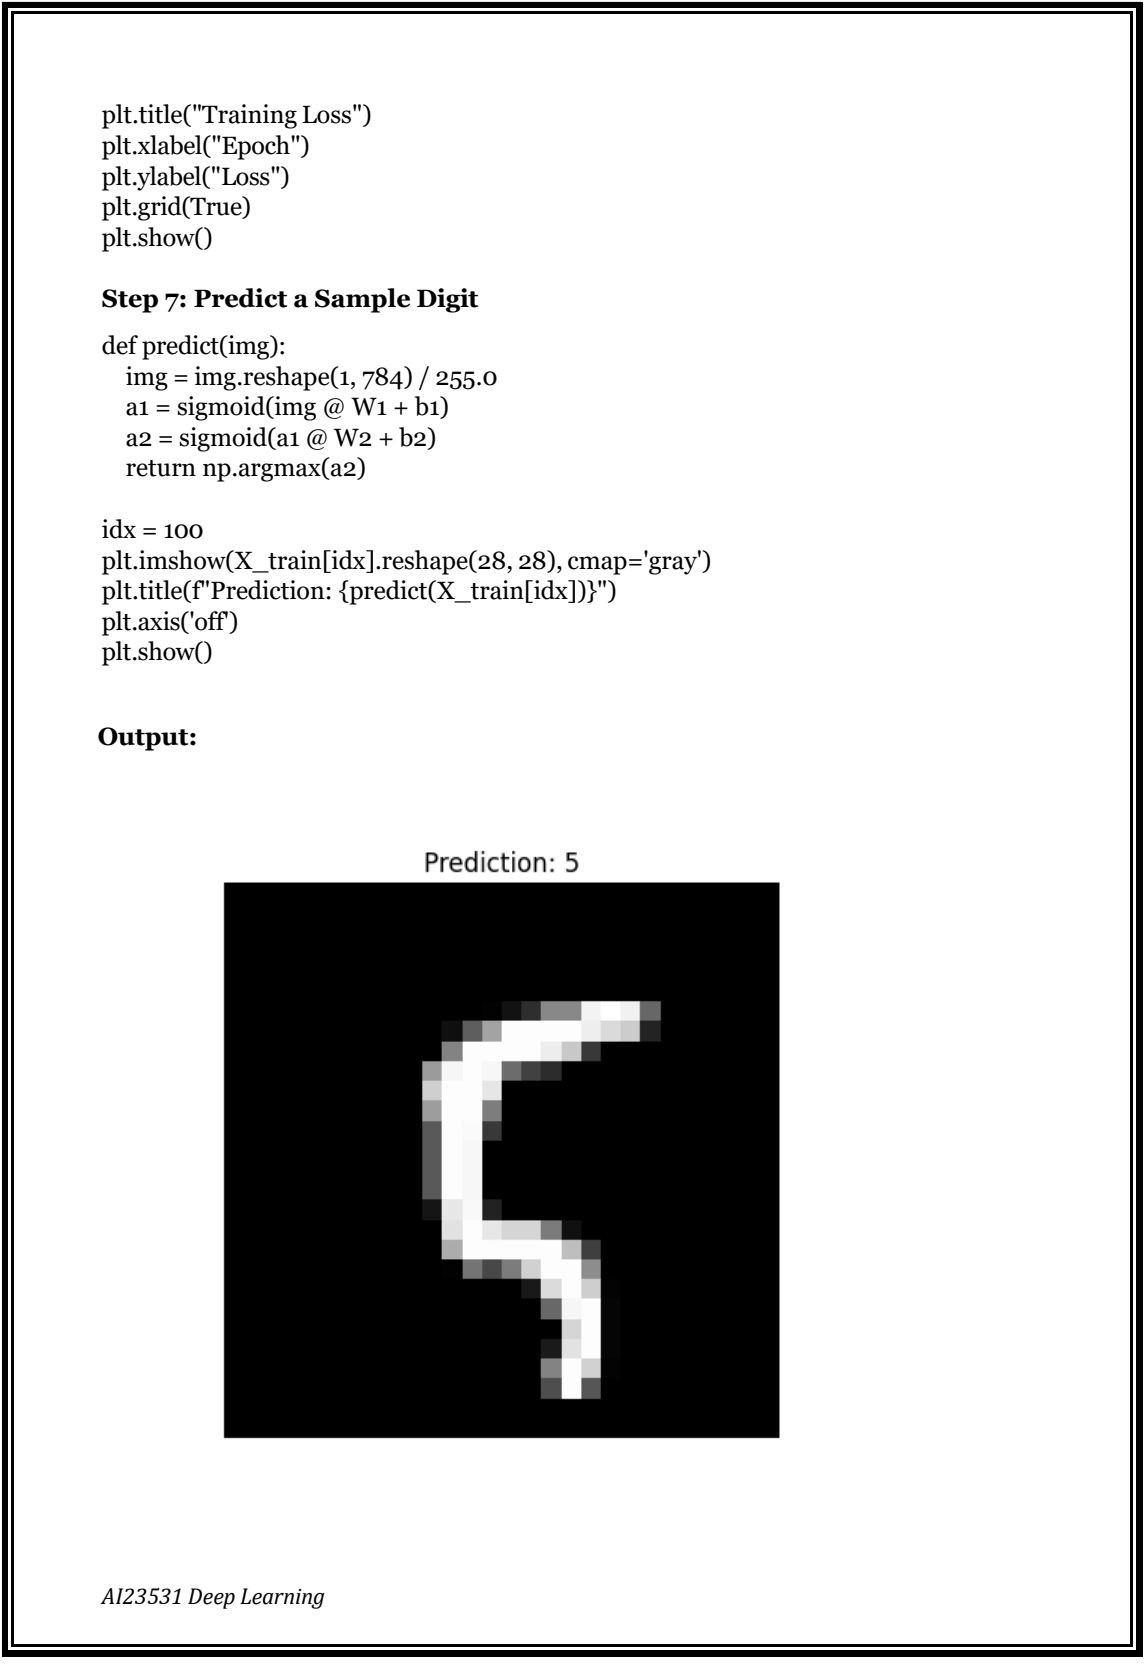 plt.title("Training Loss")
plt.xlabel("Epoch")
plt.ylabel("Loss")
plt.grid(True)
plt.show()
Step 7: Predict a Sample Digit
def predict(img):
    img = img.reshape(1, 784) / 255.0
    a1 = sigmoid(img @ W1 + b1)
    a2 = sigmoid(a1 @ W2 + b2)
    return np.argmax(a2)
idx = 100
plt.imshow(X_train[idx].reshape(28, 28), cmap='gray')
plt.title(f"Prediction: {predict(X_train[idx])}")
plt.axis('off')
plt.show()
Output:
Prediction: 5
AI23531 Deep Learning